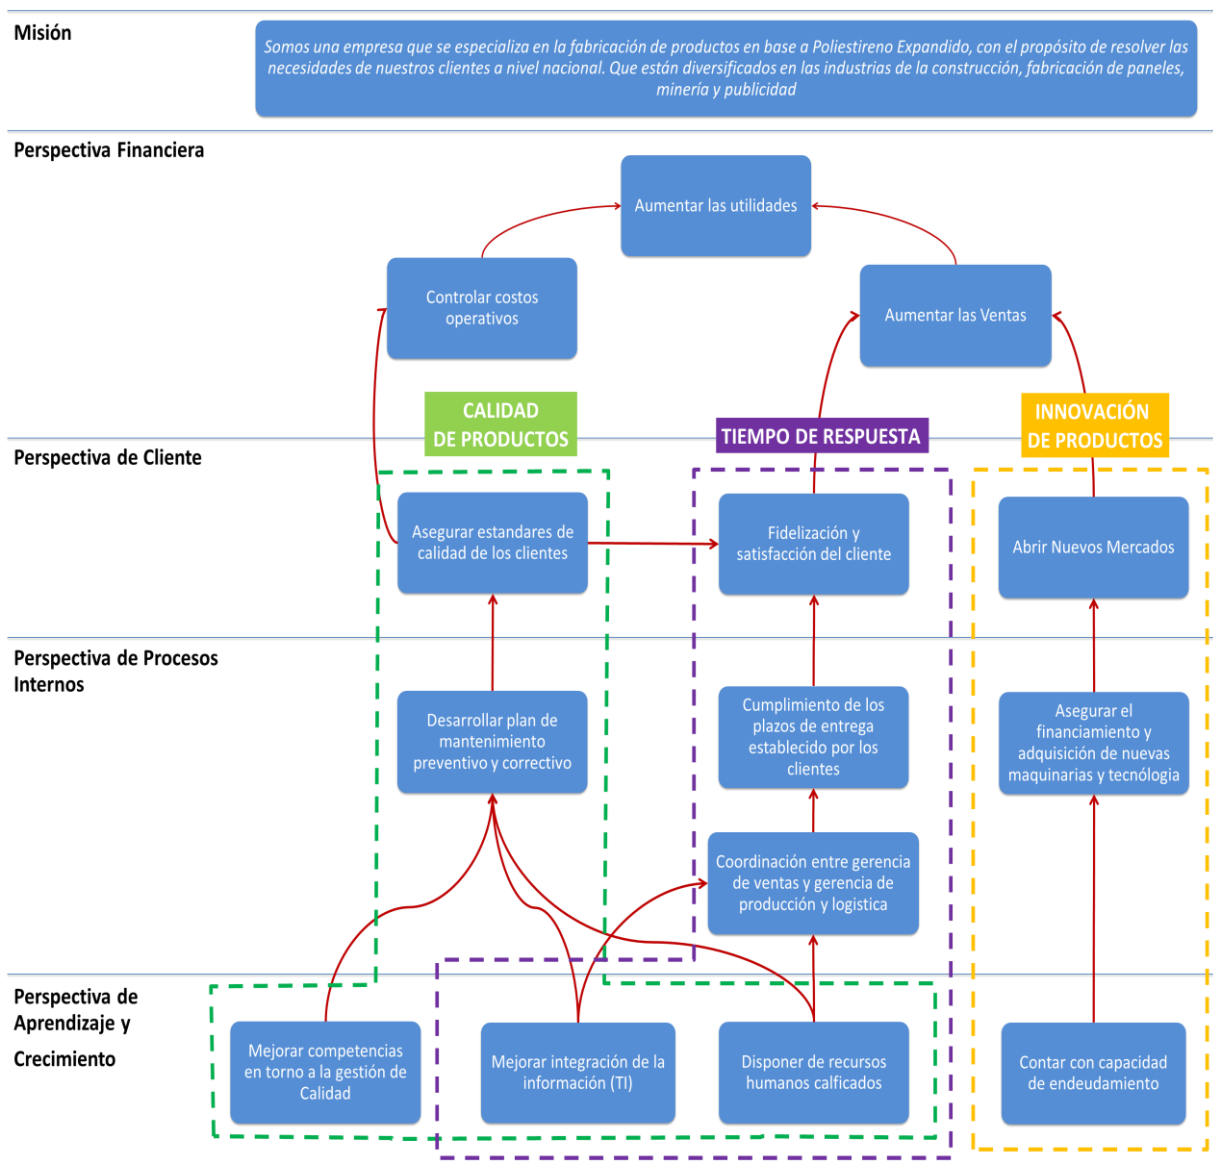 Misión
Somos una empresa que se especializa en la fabricación de productos en base a Poliestireno Expandido, con el propósito de resolver las
necesidades de nuestros clientes a nivel nacional. Que están diversificados en las industrias de la construcción, fabricación de paneles,
minería y publicidad
Perspectiva Financiera
Aumentar las utilidades
Controlar costos
operativos
Aumentar las Ventas
CALIDAD
DE PRODUCTOS
TIEMPO DE RESPUESTA
INNOVACIÓN
DE PRODUCTOS
Perspectiva de Cliente
Asegurar estandares de
calidad de los clientes
Fidelización y
satisfacción del cliente
Abrir Nuevos Mercados
Perspectiva de Procesos
Internos
Desarrollar plan de
mantenimiento
preventivo y correctivo
Cumplimiento de los
plazos de entrega
establecido por los
clientes
Asegurar el
financiamiento y
adquisición de nuevas
maquinarias y tecnólogia
Coordinación entre gerencia
de ventas y gerencia de
producción y logistica
Perspectiva de
Aprendizaje y
Crecimiento
Mejorar competencias
en torno a la gestión de
Calidad
Mejorar integración de la
información (TI)
Disponer de recursos
humanos calficados
Contar con capacidad
de endeudamiento